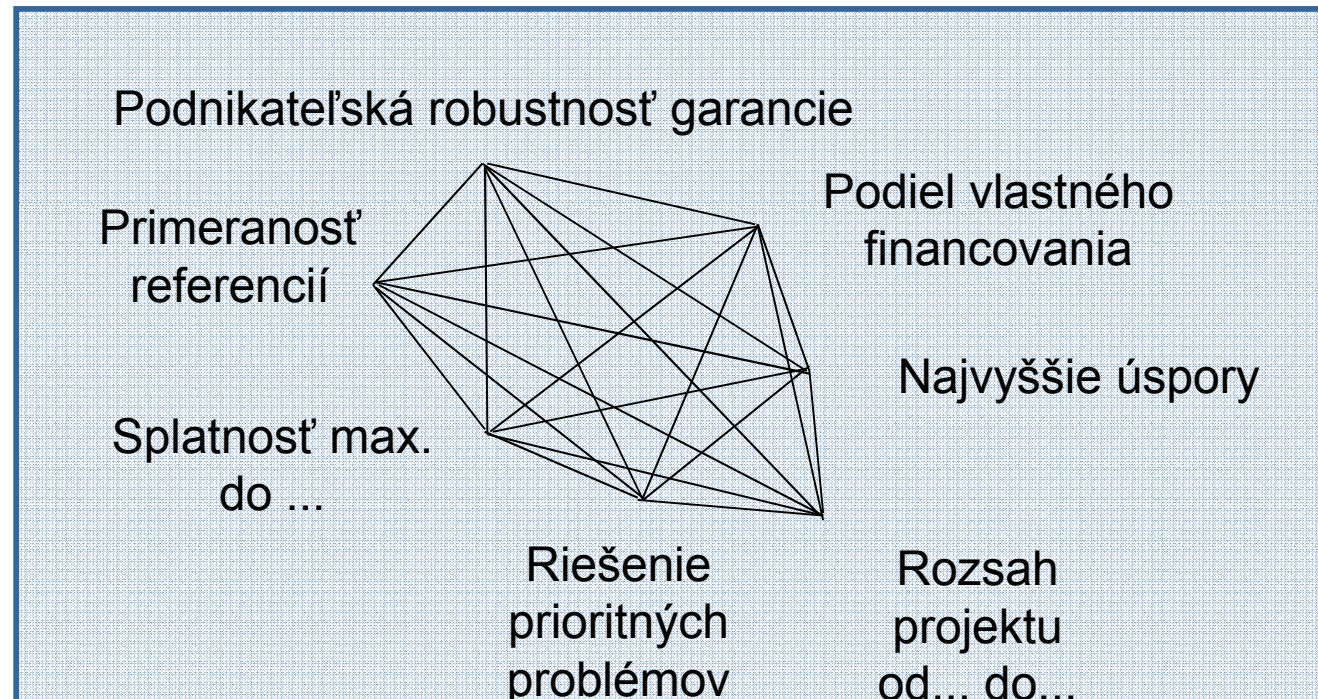 Podnikateľská robustnosť garancie
Primeranosť
referencií
Podiel vlastného
financovania
Najvyššie úspory
Splatnosť max.
do ...
Riešenie
prioritných
problémov
Rozsah
projektu
od... do...